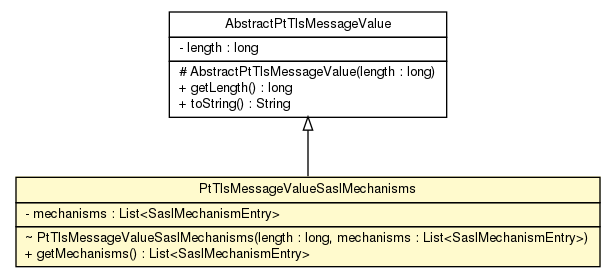 AbstractPtTlsMessageValue
- length : long
# AbstractPtTlsMessageValue(length : long)
+ getLength() : long
+ toString() : String
PtTlsMessageValueSaslMechanisms
- mechanisms : List<SaslMechanismEntry>
~ PtTlsMessageValueSaslMechanisms(length : long, mechanisms : List<SaslMechanismEntry>)
+ getMechanisms() : List<SaslMechanismEntry>